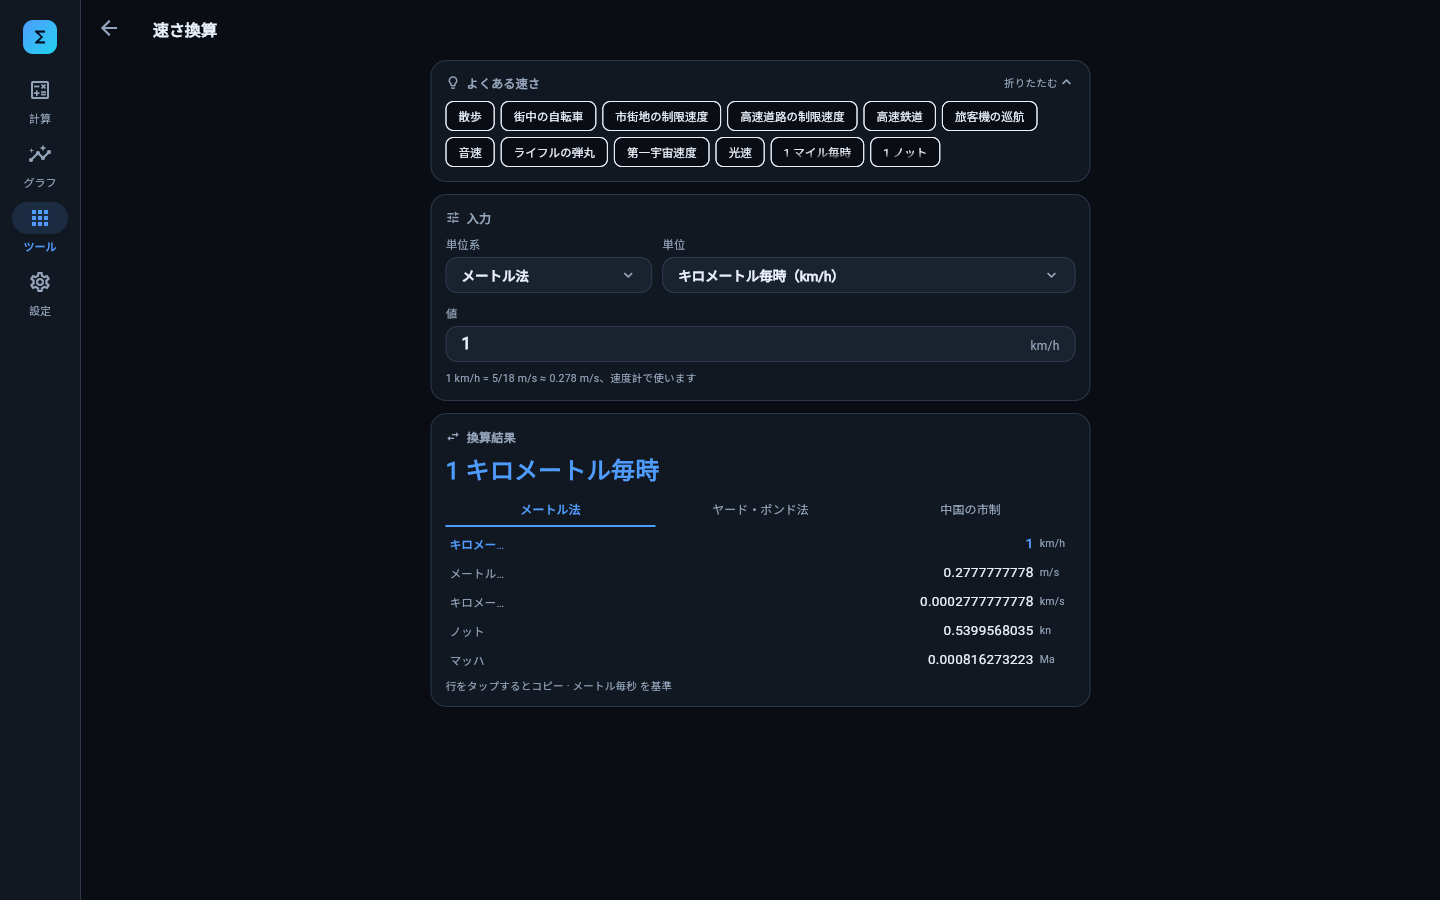 Σ
計算
グラフ
ツール
設定
速さ換算
よくある速さ
折りたたむ
散歩 街中の自転車 市街地の制限速度 高速道路の制限速度 高速鉄道 旅客機の巡航
音速 ライフルの弾丸 第一宇宙速度 光速 1 マイル毎時 1 ノット
入力
単位系 単位
メートル法 キロメートル毎時（km/h）
値
1 km/h
1 km/h = 5/18 m/s ≈ 0.278 m/s、速度計で使います
換算結果
1 キロメートル毎時
メートル法 ヤード・ポンド法 中国の市制
キロメー... 1 km/h
メートル... 0.2777777778 m/s
キロメー... 0.0002777777778 km/s
ノット 0.5399568035 kn
マッハ 0.000816273223 Ma
行をタップするとコピー · メートル毎秒 を基準